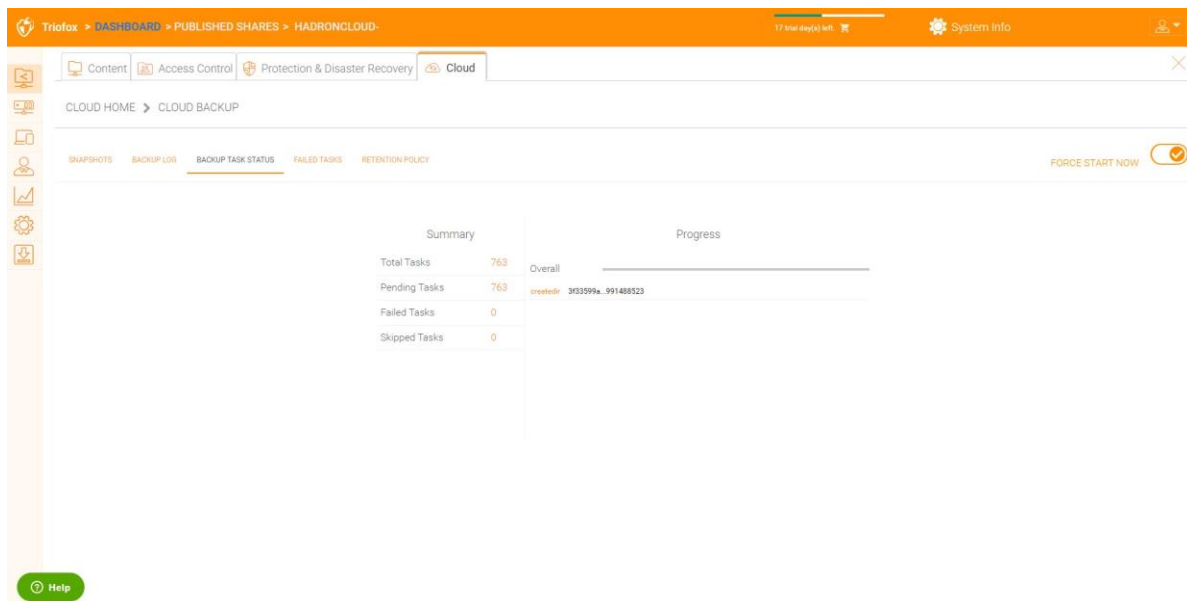 Triofox > DASHBOARD > PUBLISHED SHARES > HADRONCLOUD-
17 trial day(s) left.
System Info
Content
Access Control
Protection & Disaster Recovery
Cloud
CLOUD HOME > CLOUD BACKUP
SNAPSHOTS
BACKUP LOG
BACKUP TASK STATUS
FAILED TASKS
RETENTION POLICY
FORCE START NOW
Summary
Total Tasks 763
Pending Tasks 763
Failed Tasks 0
Skipped Tasks 0
Progress
Overall
createdir 3f33599a...991488523
Help